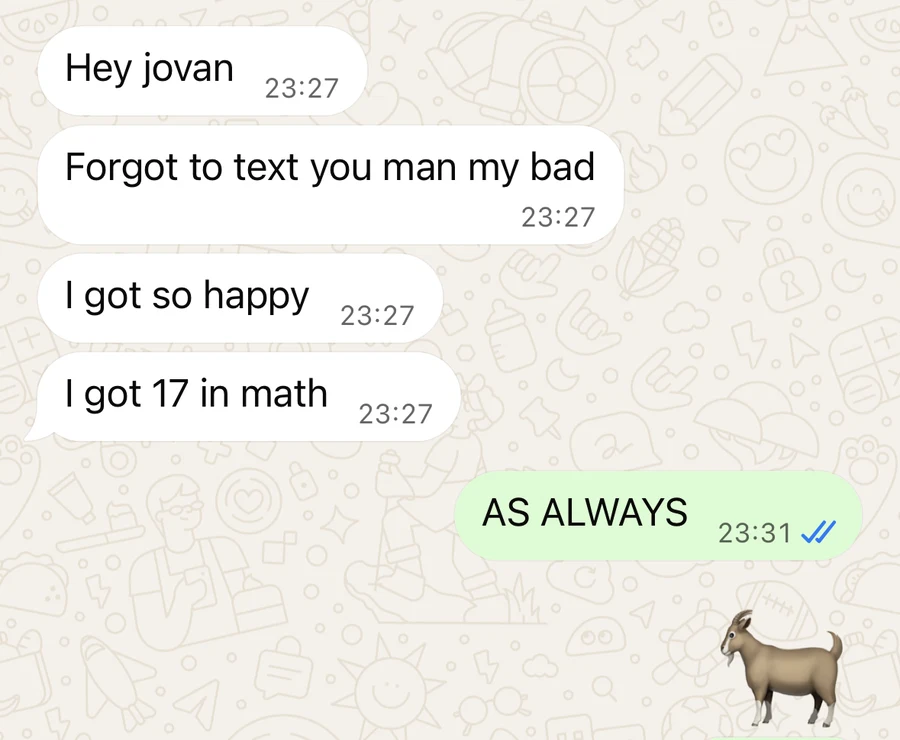 Hey jovan
23:27
Forgot to text you man my bad
23:27
I got so happy
23:27
I got 17 in math
23:27
AS ALWAYS
23:31